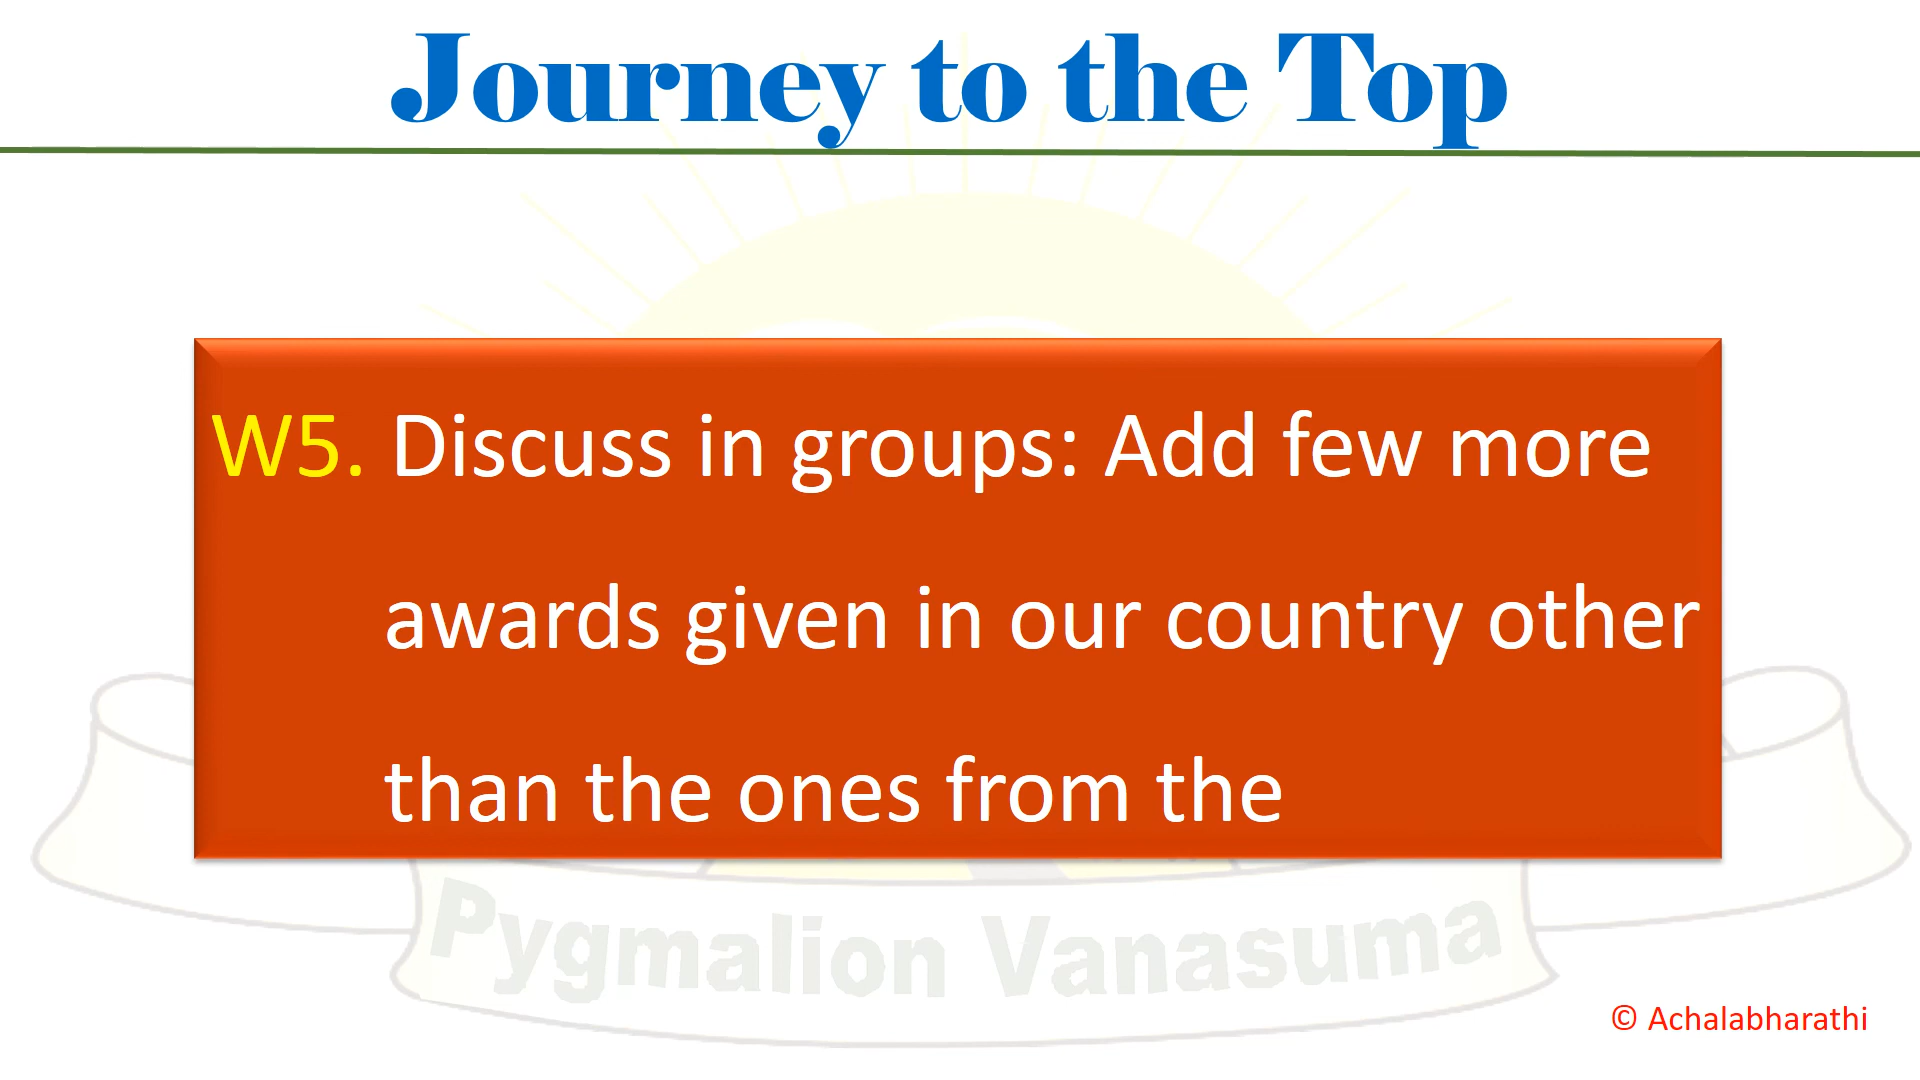 Journey to the Top
W5. Discuss in groups: Add few more
awards given in our country other
than the ones from the
Pygmalion Vanasuma
© Achalabharathi